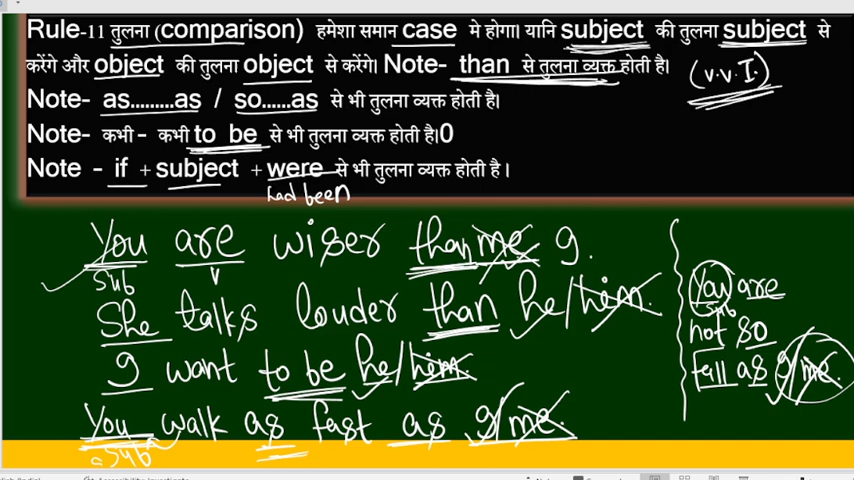 Rule-11 तुलना (comparison) हमेशा समान case मे होगा। यानि subject की तुलना subject से
करेंगे और object की तुलना object से करेंगे। Note- than से तुलना व्यक्त होती है।
(v.v.I.)
Note- as.........as / so......as से भी तुलना व्यक्त होती है।
Note- कभी - कभी to be से भी तुलना व्यक्त होती है।0
Note - if + subject + were से भी तुलना व्यक्त होती है।
had been
You are wiser than me I.
Sub V
She talks louder than he/him.
I want to be he/him
You walk as fast as I/me.
Sub
You are
Sub
not so
tall as I/me.